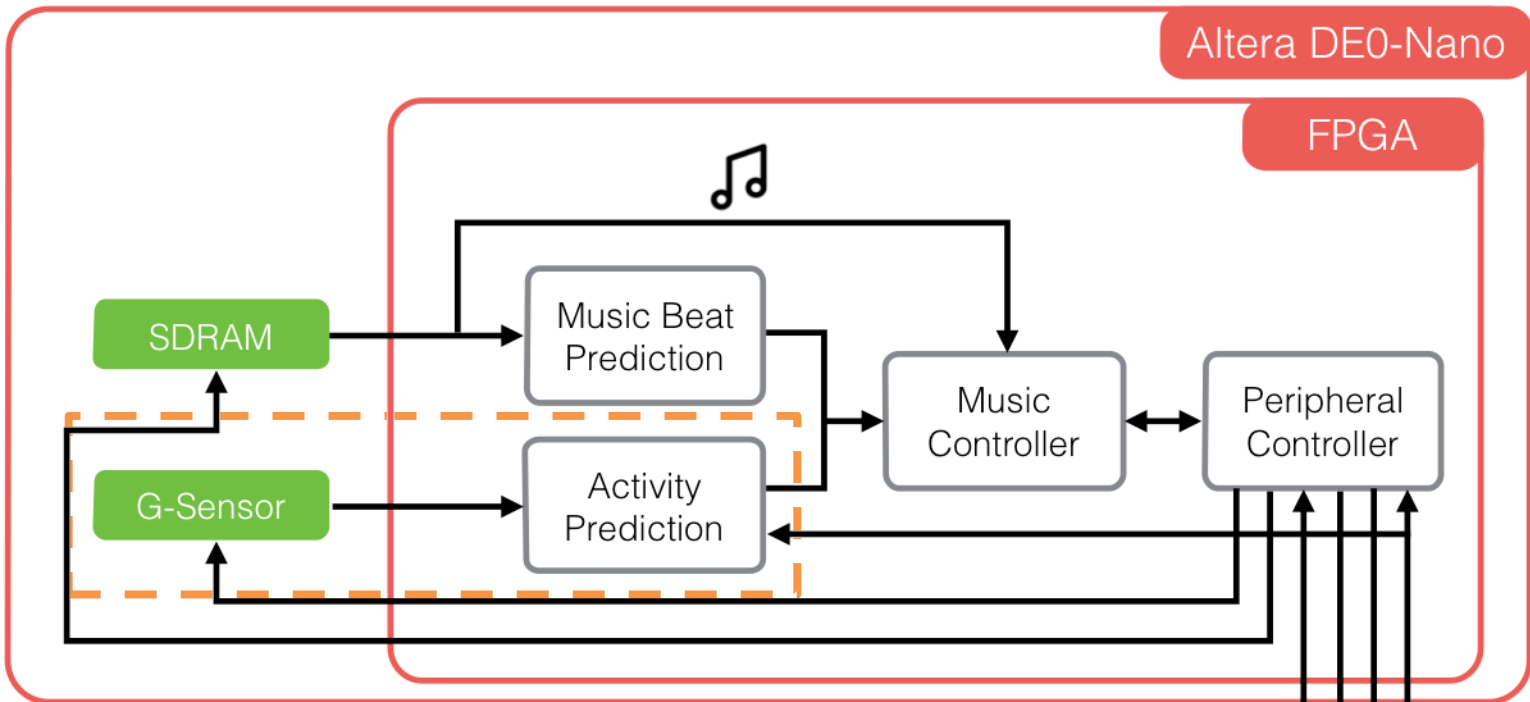 Altera DE0-Nano
FPGA
SDRAM
Music Beat
Prediction
Music
Controller
Peripheral
Controller
G-Sensor
Activity
Prediction